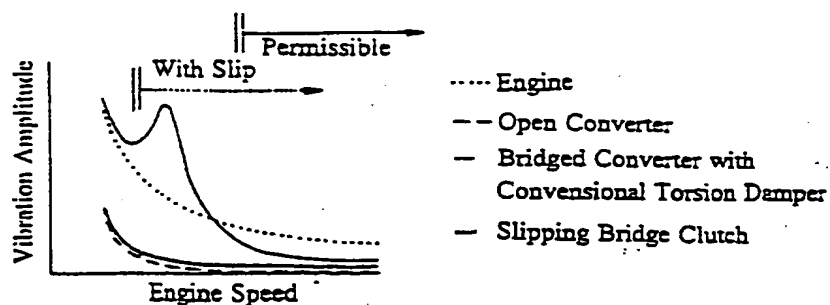 Permissible
With Slip
Vibration Amplitude
Engine Speed
Engine
Open Converter
Bridged Converter with
Convensional Torsion Damper
Slipping Bridge Clutch